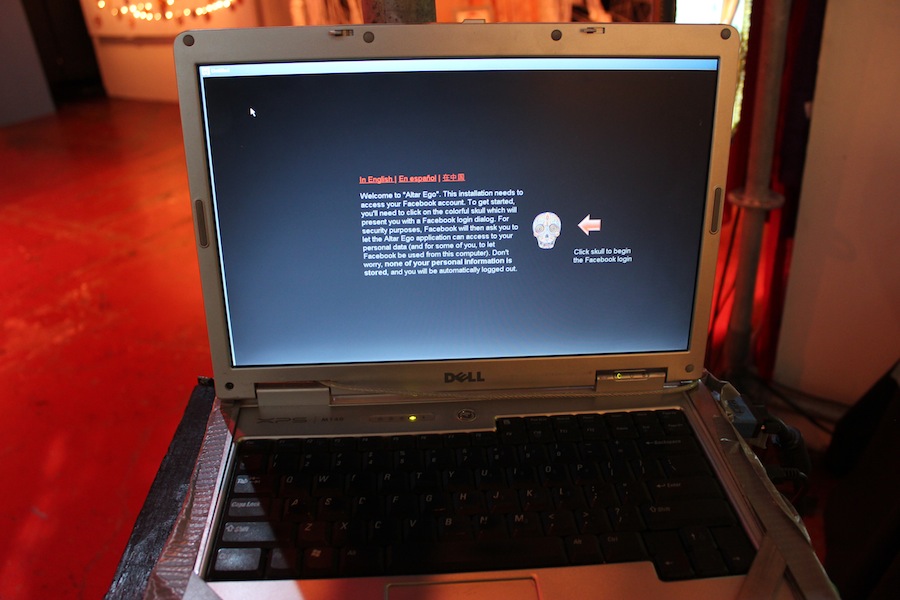 In English | En español | 在中國
Welcome to "Altar Ego". This installation needs to
access your Facebook account. To get started,
you'll need to click on the colorful skull which will
present you with a Facebook login dialog. For
security purposes, Facebook will then ask you to
let the Altar Ego application can access to your
personal data (and for some of you, to let
Facebook be used from this computer). Don't
worry, none of your personal information is
stored, and you will be automatically logged out.
Click skull to begin
the Facebook login
DELL
XPS
Q W E R T Y U I O P
A S D F G H J K L
Z X C V B N M